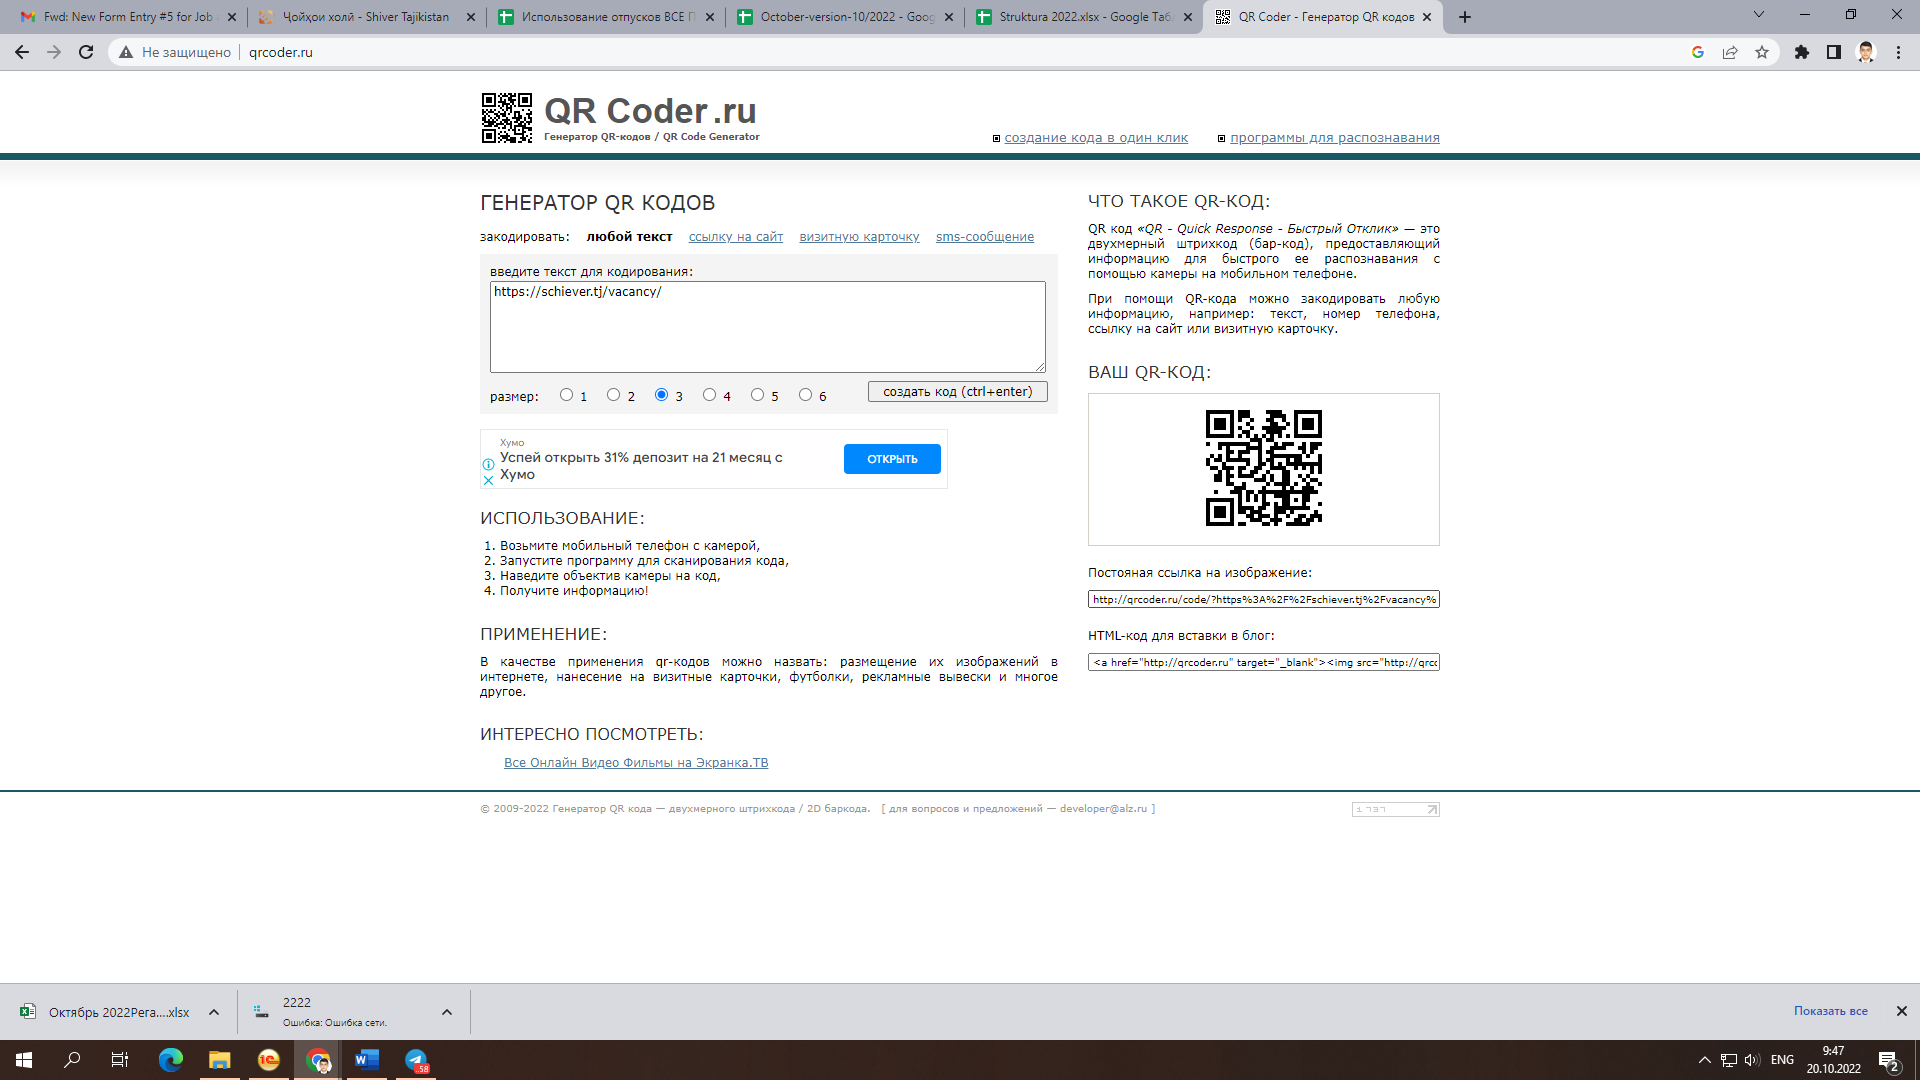 Fwd: New Form Entry #5 for Job
Ҷойҳои холӣ - Shiver Tajikistan
Использование отпусков ВСЕ П
October-version-10/2022 - Goog
Struktura 2022.xlsx - Google Таб
QR Coder - Генератор QR кодов
Не защищено
qrcoder.ru
QR Coder.ru
Генератор QR-кодов / QR Code Generator
создание кода в один клик
программы для распознавания
ГЕНЕРАТОР QR КОДОВ
закодировать: любой текст ссылку на сайт визитную карточку sms-сообщение
введите текст для кодирования:
https://schiever.tj/vacancy/
размер: 1 2 3 4 5 6
создать код (ctrl+enter)
Хумо
Успей открыть 31% депозит на 21 месяц с
Хумо
ОТКРЫТЬ
ИСПОЛЬЗОВАНИЕ:
1. Возьмите мобильный телефон с камерой,
2. Запустите программу для сканирования кода,
3. Наведите объектив камеры на код,
4. Получите информацию!
ПРИМЕНЕНИЕ:
В качестве применения qr-кодов можно назвать: размещение их изображений в
интернете, нанесение на визитные карточки, футболки, рекламные вывески и многое
другое.
ИНТЕРЕСНО ПОСМОТРЕТЬ:
Все Онлайн Видео Фильмы на Экранка.ТВ
ЧТО ТАКОЕ QR-КОД:
QR код «QR - Quick Response - Быстрый Отклик» — это
двухмерный штрихкод (бар-код), предоставляющий
информацию для быстрого ее распознавания с
помощью камеры на мобильном телефоне.
При помощи QR-кода можно закодировать любую
информацию, например: текст, номер телефона,
ссылку на сайт или визитную карточку.
ВАШ QR-КОД:
Постояная ссылка на изображение:
http://qrcoder.ru/code/?https%3A%2F%2Fschiever.tj%2Fvacancy%
HTML-код для вставки в блог:
<a href="http://qrcoder.ru" target="_blank"><img src="http://qrco
© 2009-2022 Генератор QR кода — двухмерного штрихкода / 2D баркода. [ для вопросов и предложений — developer@alz.ru ]
1 737
Октябрь 2022Рега....xlsx
2222
Ошибка: Ошибка сети.
Показать все
58
ENG
9:47
20.10.2022
2